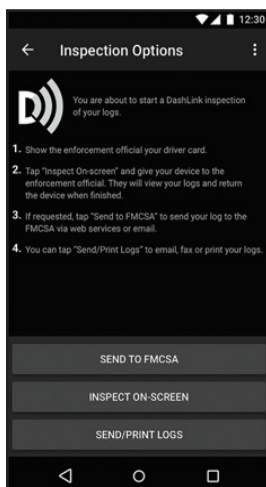 12:30
Inspection Options
You are about to start a DashLink inspection
of your logs.
1. Show the enforcement official your driver card.
2. Tap "Inspect On-screen" and give your device to the
enforcement official. They will view your logs and return
the device when finished.
3. If requested, tap "Send to FMCSA" to send your log to the
FMCSA via web services or email.
4. You can tap "Send/Print Logs" to email, fax or print your logs.
SEND TO FMCSA
INSPECT ON-SCREEN
SEND/PRINT LOGS